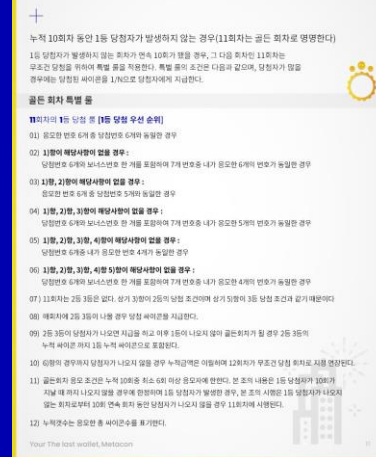 누적 10회차 동안 1등 당첨자가 발생하지 않는 경우(11회차는 골든 회차로 명명한다)
1등 당첨자가 발생하지 않는 회차가 연속 10회가 됐을 경우, 그 다음 회차인 11회차는
무조건 당첨을 위하여 특별 룰을 적용한다. 특별 룰의 조건은 다음과 같으며, 당첨자가 많을
경우에는 당첨된 싸이콘을 1/N으로 당첨자에게 지급한다.
골든 회차 특별 룰
11회차의 1등 당첨 룰 [1등 당첨 우선 순위]
01) 응모한 번호 6개 중 당첨번호 6개와 동일한 경우
02) 1)항이 해당사항이 없을 경우 :
당첨번호 6개와 보너스번호 한 개를 포함하여 7개 번호중 내가 응모한 6개의 번호가 동일한 경우
03) 1)항, 2)항이 해당사항이 없을 경우 :
응모한 번호 6개 중 당첨번호 5개와 동일한 경우
04) 1)항, 2)항, 3)항이 해당사항이 없을 경우 :
당첨번호 6개와 보너스번호 한 개를 포함하여 7개 번호중 내가 응모한 5개의 번호가 동일한 경우
05) 1)항, 2)항, 3)항, 4)항이 해당사항이 없을 경우 :
당첨번호 6개중 내가 응모한 번호 4개가 동일한 경우
06) 1)항, 2)항, 3)항, 4)항 5)항이 해당사항이 없을 경우 :
당첨번호 6개와 보너스번호 한 개를 포함하여 7개 번호중 내가 응모한 4개의 번호가 동일한 경우
07) 11회차는 2등 3등은 없다. 상기 3)항이 2등의 당첨 조건이며 상기 5)항이 3등 당첨 조건과 같기 때문이다
08) 매회차에 2등 3등이 나올 경우 당첨 싸이콘을 지급한다.
09) 2등 3등이 당첨자가 나오면 지급을 하고 이후 1등이 나오지 않아 골든회차가 될 경우 2등 3등의
누적 싸이콘 까지 1등 누적 싸이콘으로 포함된다.
10) 6)항의 경우까지 당첨자가 나오지 않을 경우 누적금액은 이월하며 12회차가 무조건 당첨 회차로 지정 연장된다.
11) 골든회차 응모 조건은 누적 10회중 최소 6회 이상 응모자에 한한다. 본 조의 내용은 1등 당첨자가 10회가
지날 때 까지 나오지 않을 경우에 한정하며 1등 당첨자가 발생한 경우, 본 조의 시행은 1등 당첨자가 나오지
않는 회차로부터 10회 연속 회차 동안 당첨자가 나오지 않을 경우 11회차에 시행된다.
12) 누적갯수는 응모한 총 싸이콘수를 표기한다.
Your The last wallet, Metacon
11